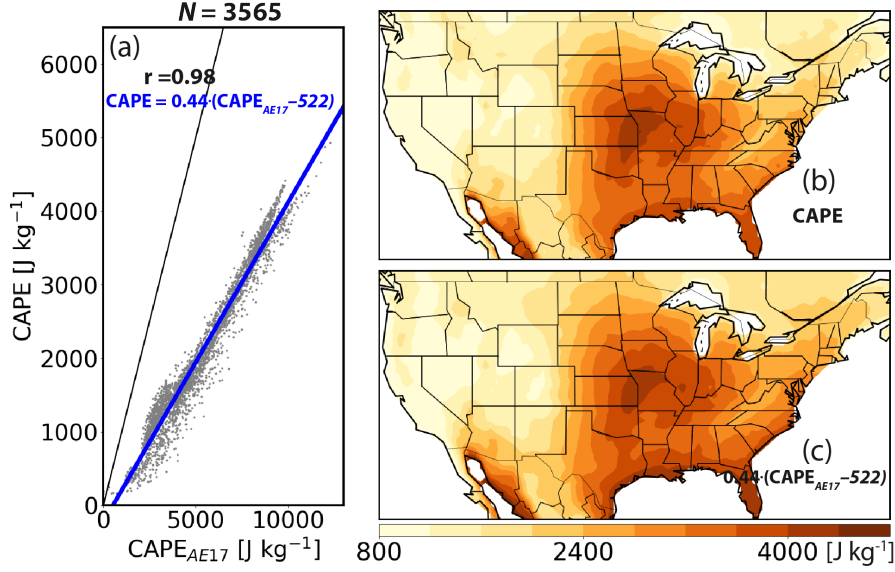 N = 3565
(a)
r =0.98
CAPE = 0.44·(CAPE_AE17–522)
6000
5000
4000
3000
2000
1000
0
CAPE [J kg⁻¹]
0 5000 10000
CAPE_AE17 [J kg⁻¹]
(b)
CAPE
(c)
0.44·(CAPE_AE17–522)
800 2400 4000 [J kg⁻¹]